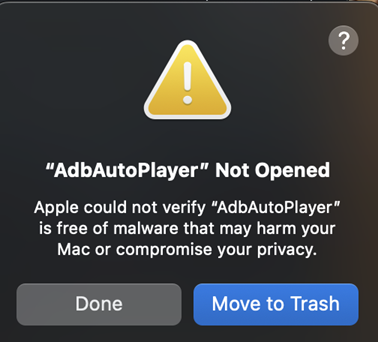 ?
!
“AdbAutoPlayer” Not Opened
Apple could not verify “AdbAutoPlayer”
is free of malware that may harm your
Mac or compromise your privacy.
Done Move to Trash